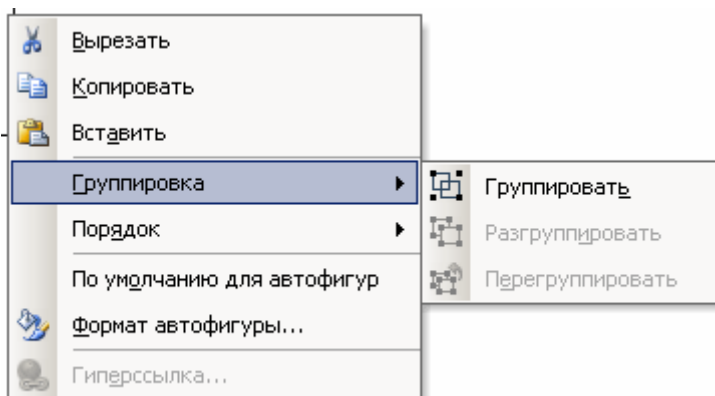 Вырезать
Копировать
Вставить
Группировка
Группировать
Порядок
Разгруппировать
По умолчанию для автофигур
Перегруппировать
Формат автофигуры...
Гиперссылка...